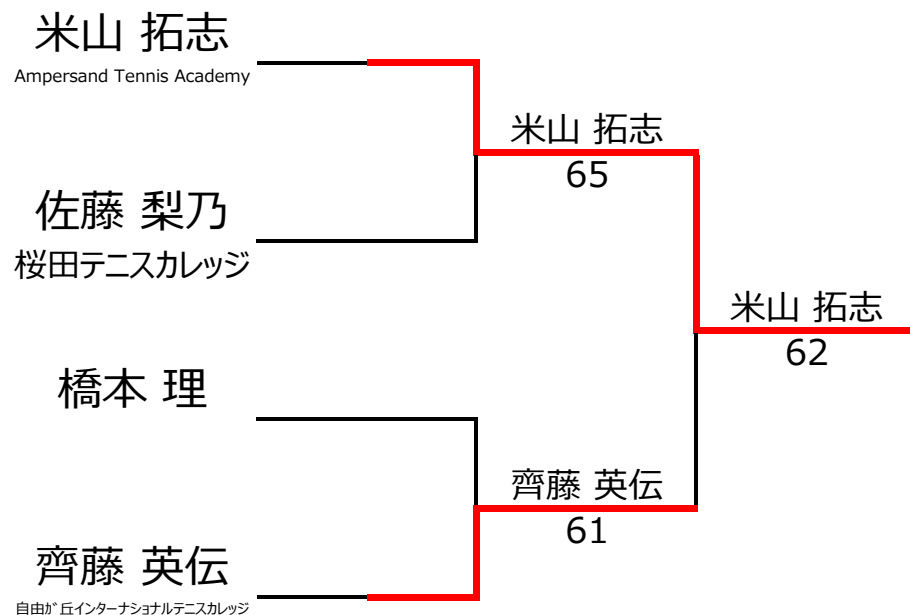 米山 拓志
Ampersand Tennis Academy
米山 拓志
65
佐藤 梨乃
桜田テニスカレッジ
米山 拓志
62
橋本 理
齊藤 英伝
61
齊藤 英伝
自由が丘インターナショナルテニスカレッジ